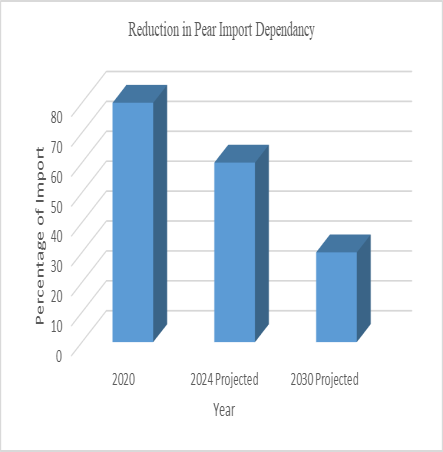 Reduction in Pear Import Dependancy
80
70
60
50
40
30
20
10
0
Percentage of Import
2020
2024 Projected
2030 Projected
Year